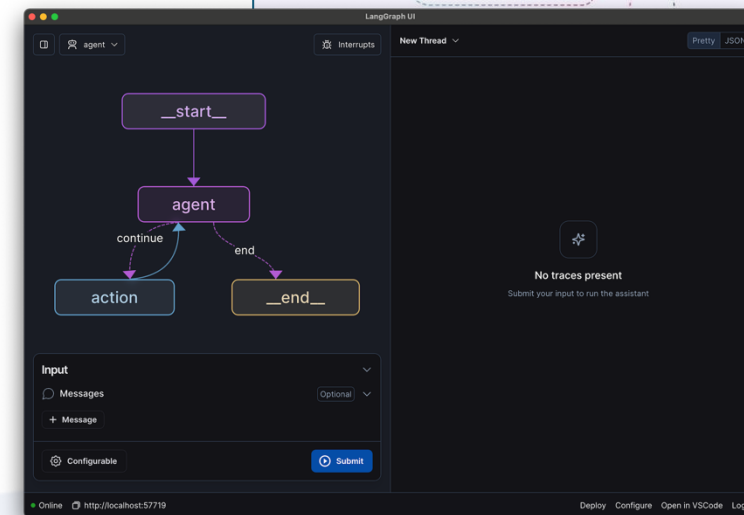 LangGraph UI
agent
Interrupts
New Thread
Pretty
JSON
__start__
agent
continue
end
action
__end__
No traces present
Submit your input to run the assistant
Input
Messages
Optional
+ Message
Configurable
Submit
Online
http://localhost:57719
Deploy
Configure
Open in VSCode
Log